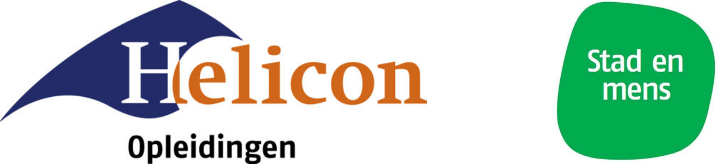 Helicon
Opleidingen
Stad en
mens